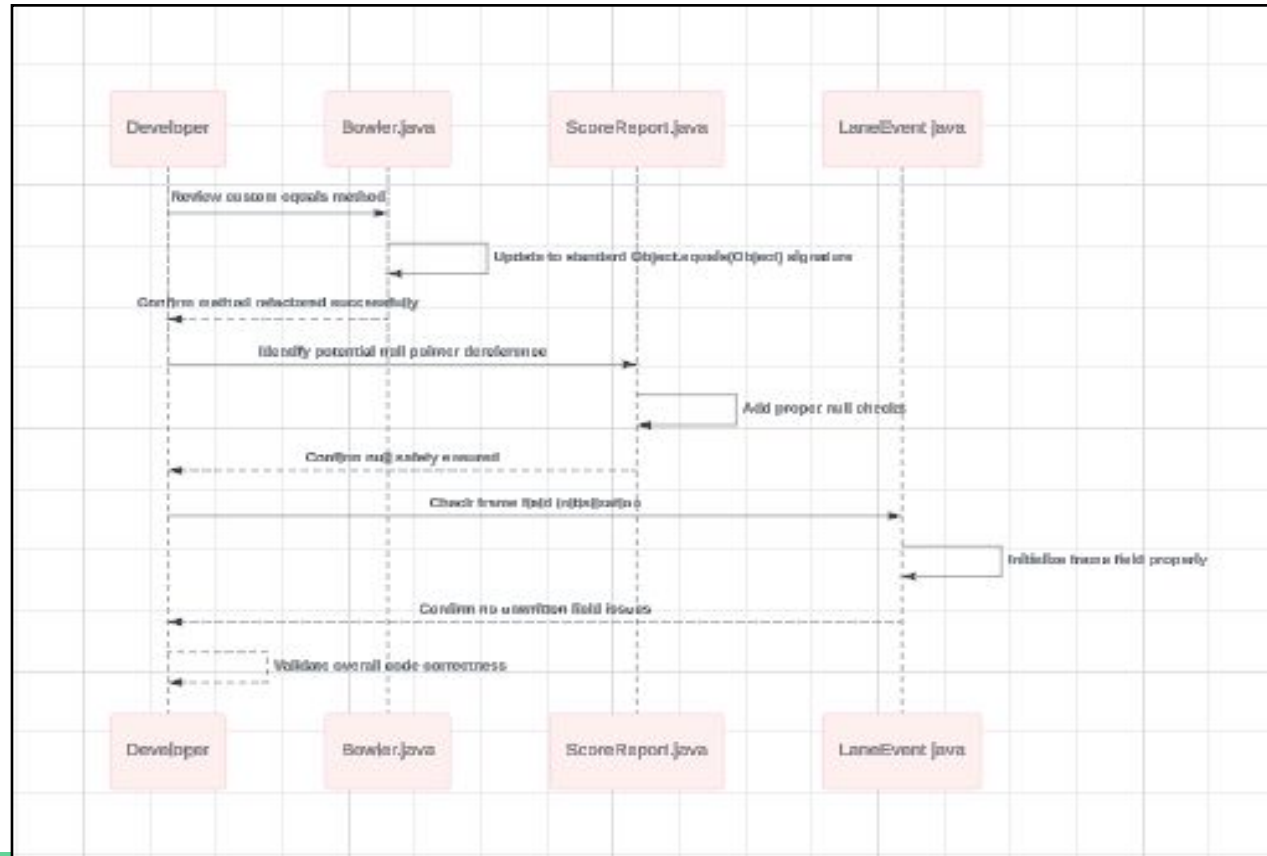 Developer
Bowler.java
ScoreReport.java
LaneEvent.java
Review custom equals method
Update to standard Object.equals(Object) signature
Confirm method refactored successfully
Identify potential null pointer dereference
Add proper null checks
Confirm null safety ensured
Check frame field initialization
Initialize frame field properly
Confirm no unwritten field issues
Validate overall code correctness
Developer
Bowler.java
ScoreReport.java
LaneEvent.java